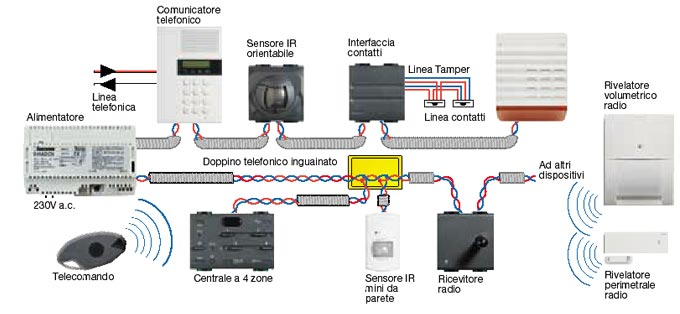 Comunicatore
telefonico
Sensore IR
orientabile
Interfaccia
contatti
Linea Tamper
Linea contatti
Rivelatore
volumetrico
radio
Linea
telefonica
Alimentatore
Doppino telefonico inguainato
Ad altri
dispositivi
230V a.c.
Telecomando
Centrale a 4 zone
Sensore IR
mini da
parete
Ricevitore
radio
Rivelatore
perimetrale
radio